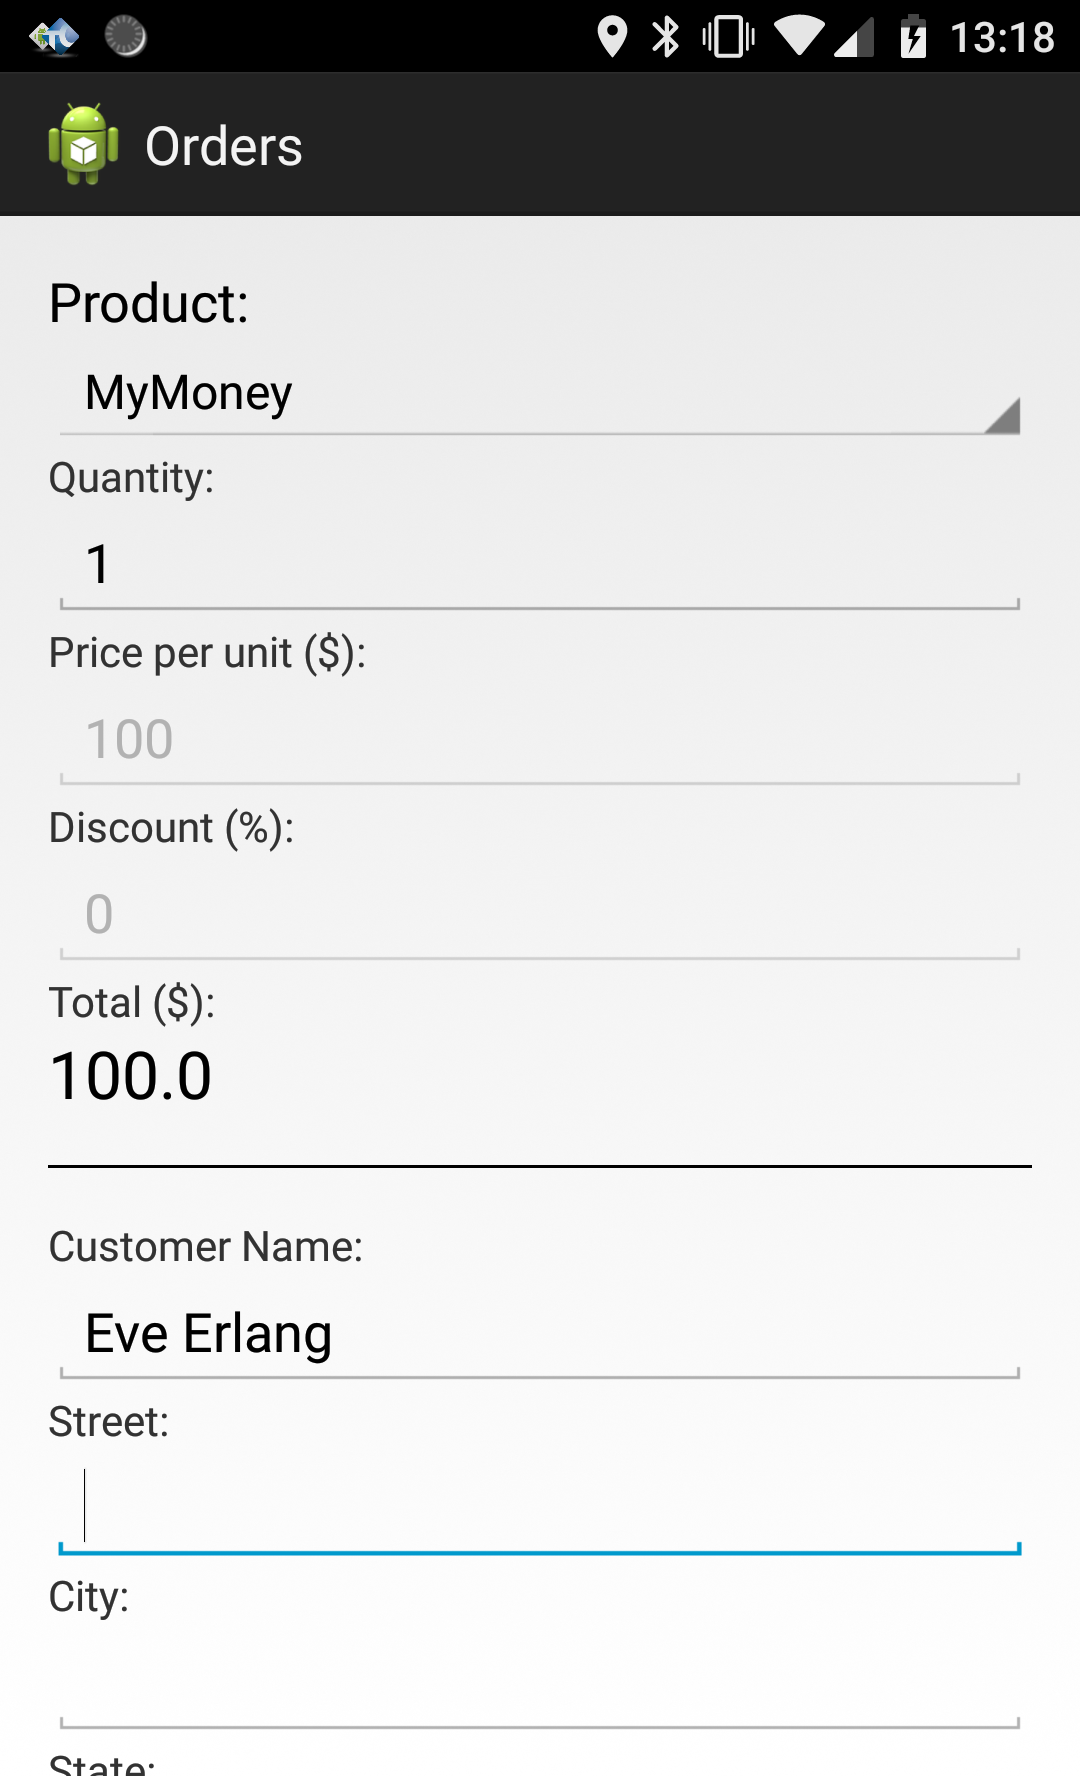 13:18
Orders
Product:
MyMoney
Quantity:
1
Price per unit ($):
100
Discount (%):
0
Total ($):
100.0
Customer Name:
Eve Erlang
Street:
City:
State: